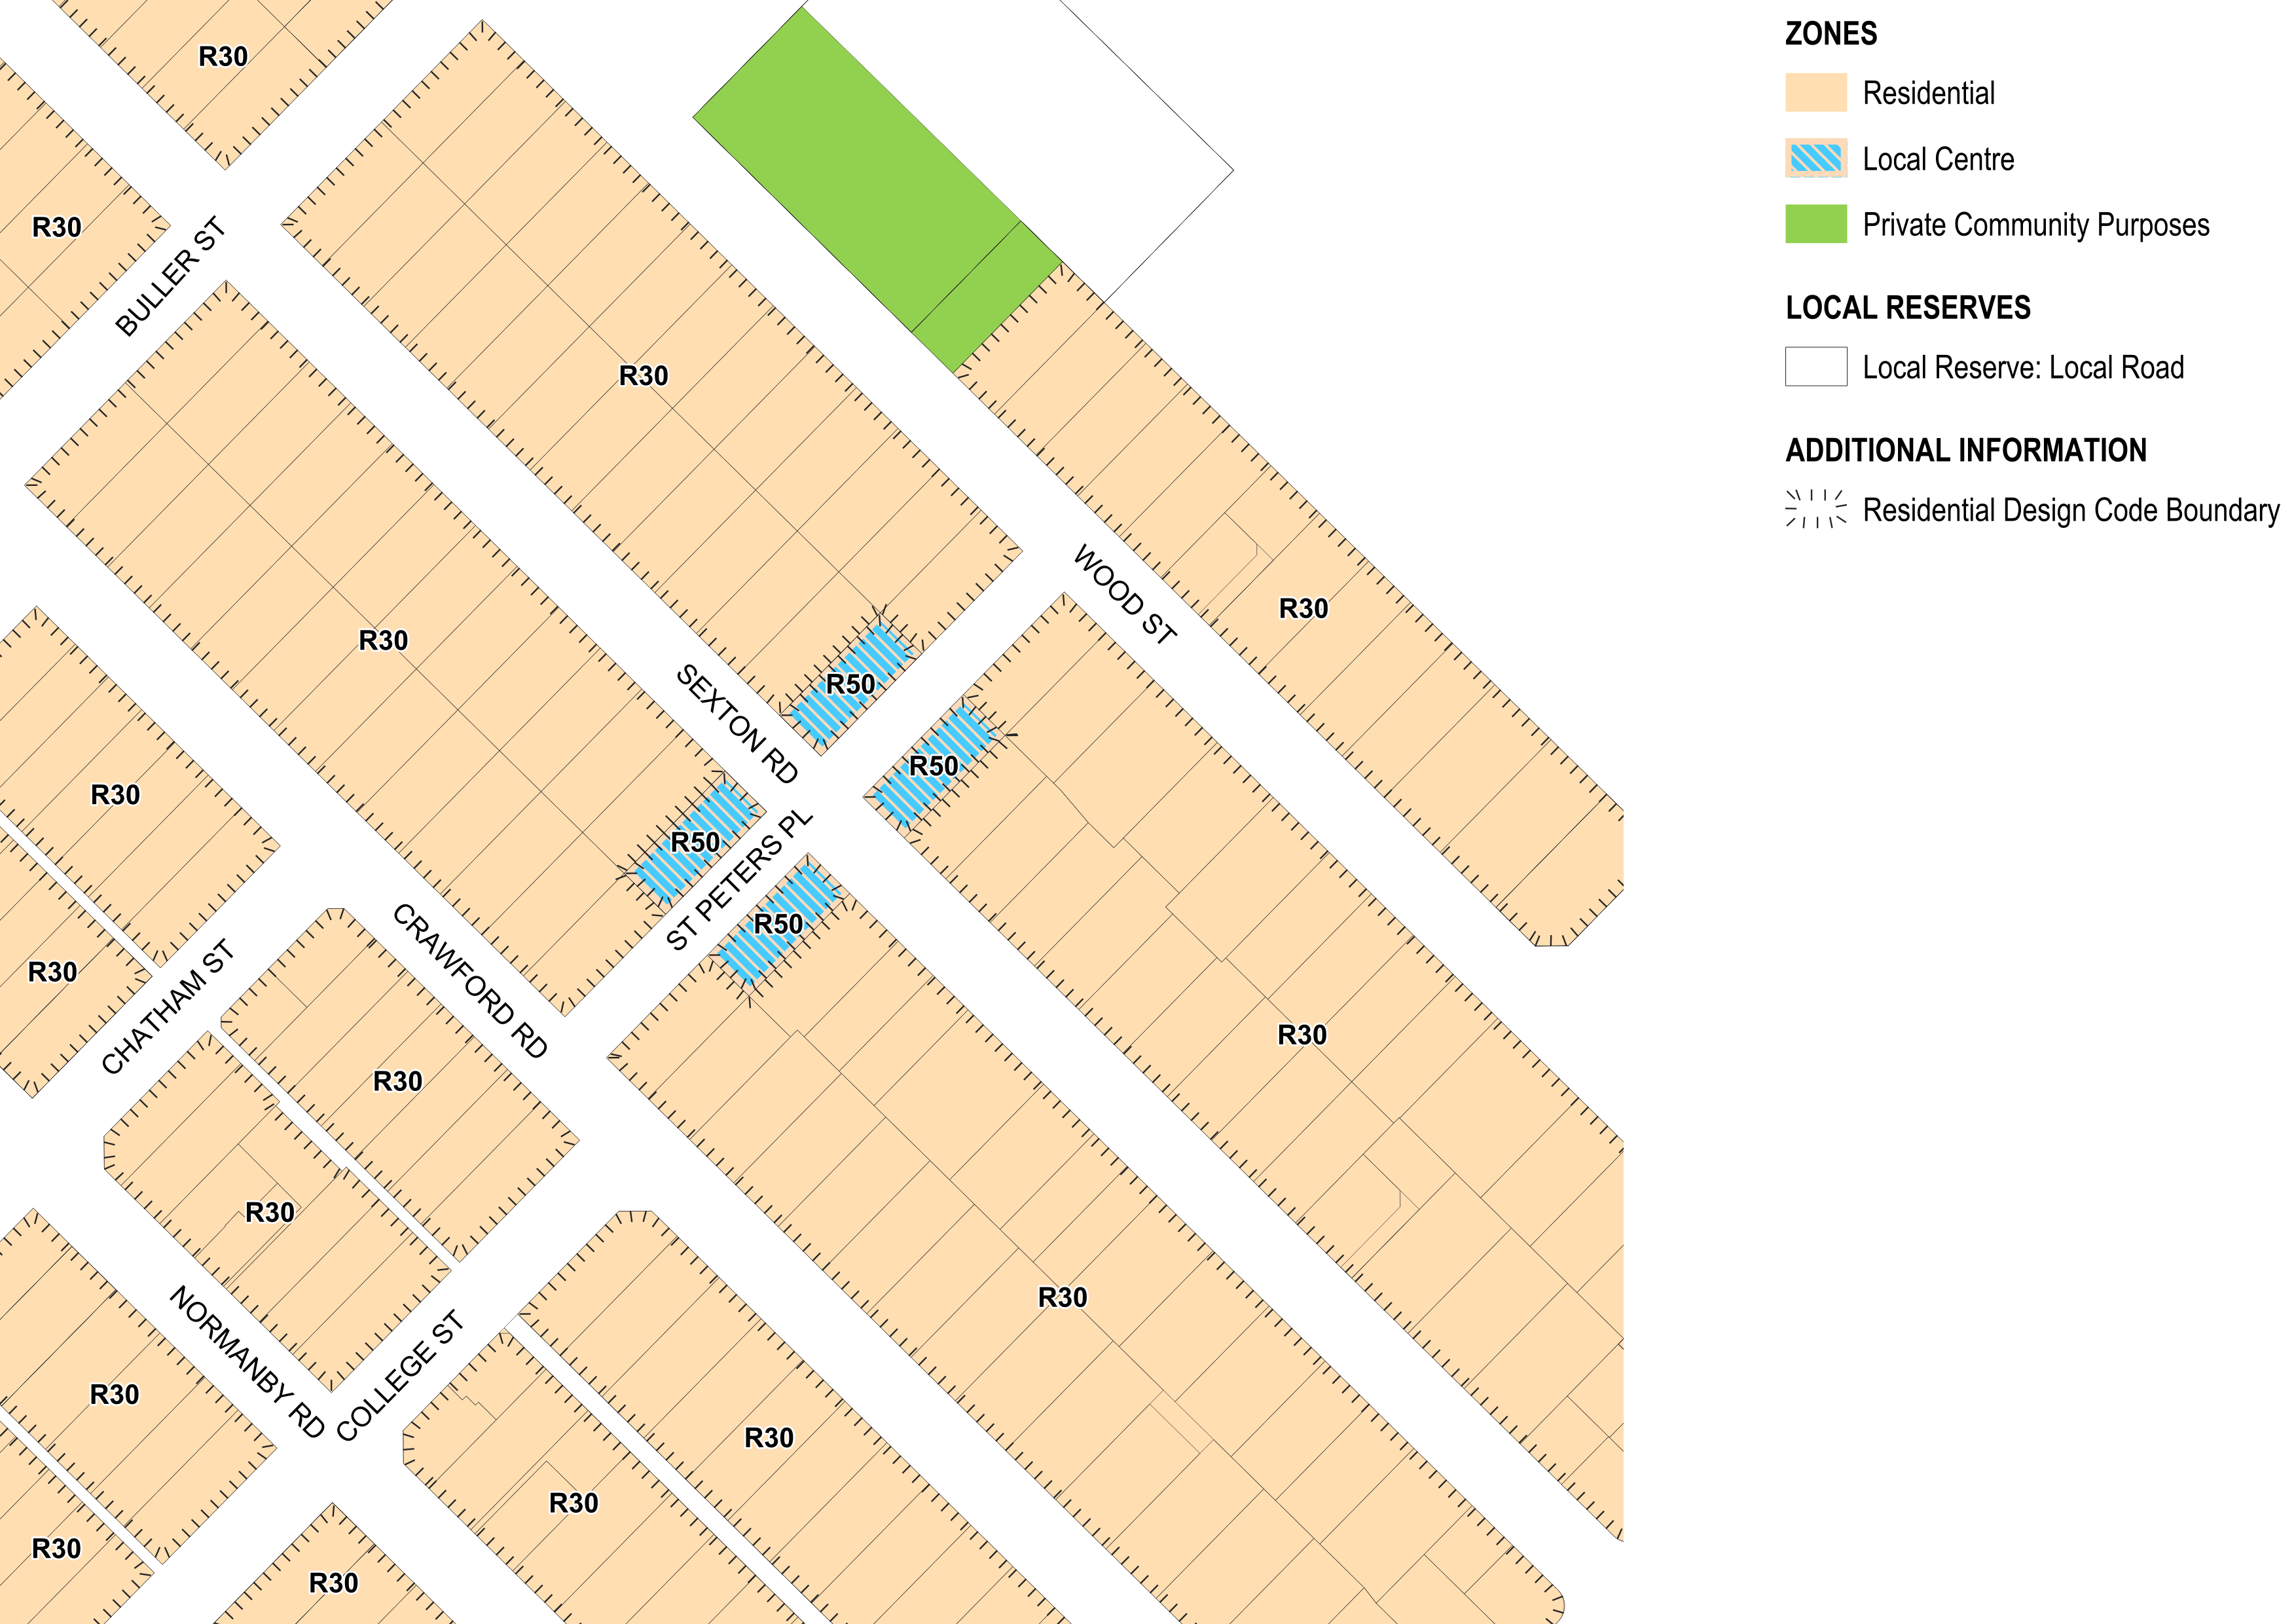 R30
R30
BULLER ST
R30
R30
WOOD ST
R30
R50
SEXTON RD
R50
R30
R50
ST PETERS PL
R50
R30
R30
CRAWFORD RD
CHATHAM ST
R30
R30
R30
NORMANBY RD
COLLEGE ST
R30
R30
R30
R30
R30
R30
ZONES
Residential
Local Centre
Private Community Purposes
LOCAL RESERVES
Local Reserve: Local Road
ADDITIONAL INFORMATION
Residential Design Code Boundary